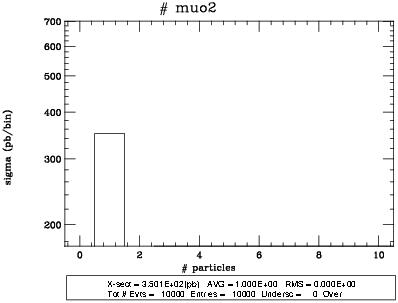 # muo2
700
600
500
400
300
200
sigma (pb/bin)
0 2 4 6 8 10
# particles
X-sect = 3.501E+02(pb) AVG = 1.000E+00 RMS = 0.000E+00
Tot # Evts = 10000 Entries = 10000 Undersc = 0 Over